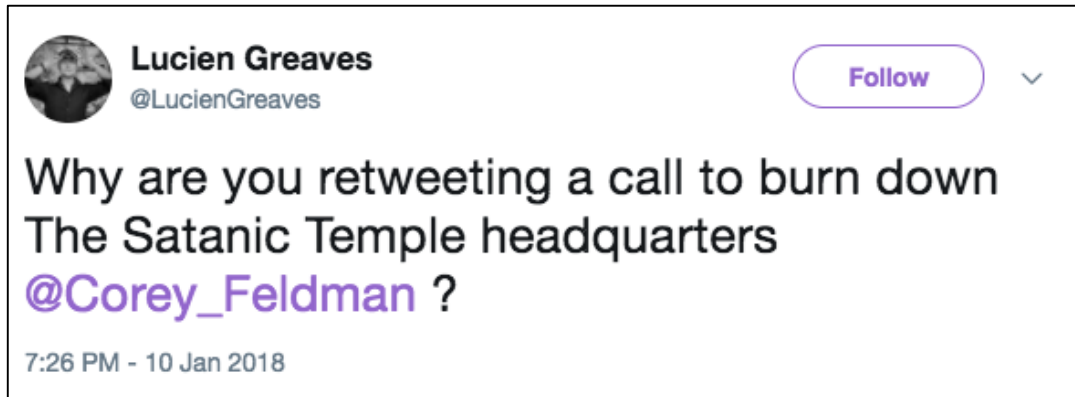 Lucien Greaves
@LucienGreaves
Follow
Why are you retweeting a call to burn down
The Satanic Temple headquarters
@Corey_Feldman ?
7:26 PM - 10 Jan 2018